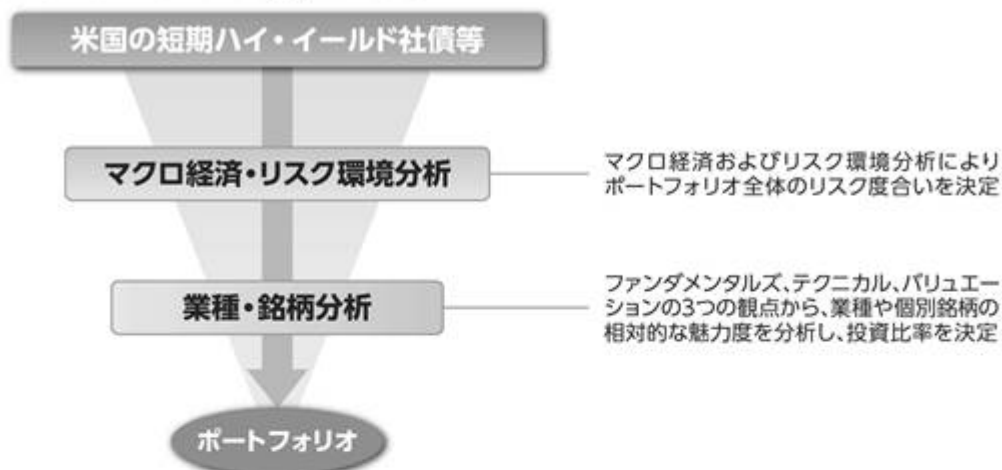 米国の短期ハイ・イールド社債等
マクロ経済・リスク環境分析
マクロ経済およびリスク環境分析により
ポートフォリオ全体のリスク度合いを決定
業種・銘柄分析
ファンダメンタルズ、テクニカル、バリュエー
ションの3つの観点から、業種や個別銘柄の
相対的な魅力度を分析し、投資比率を決定
ポートフォリオ